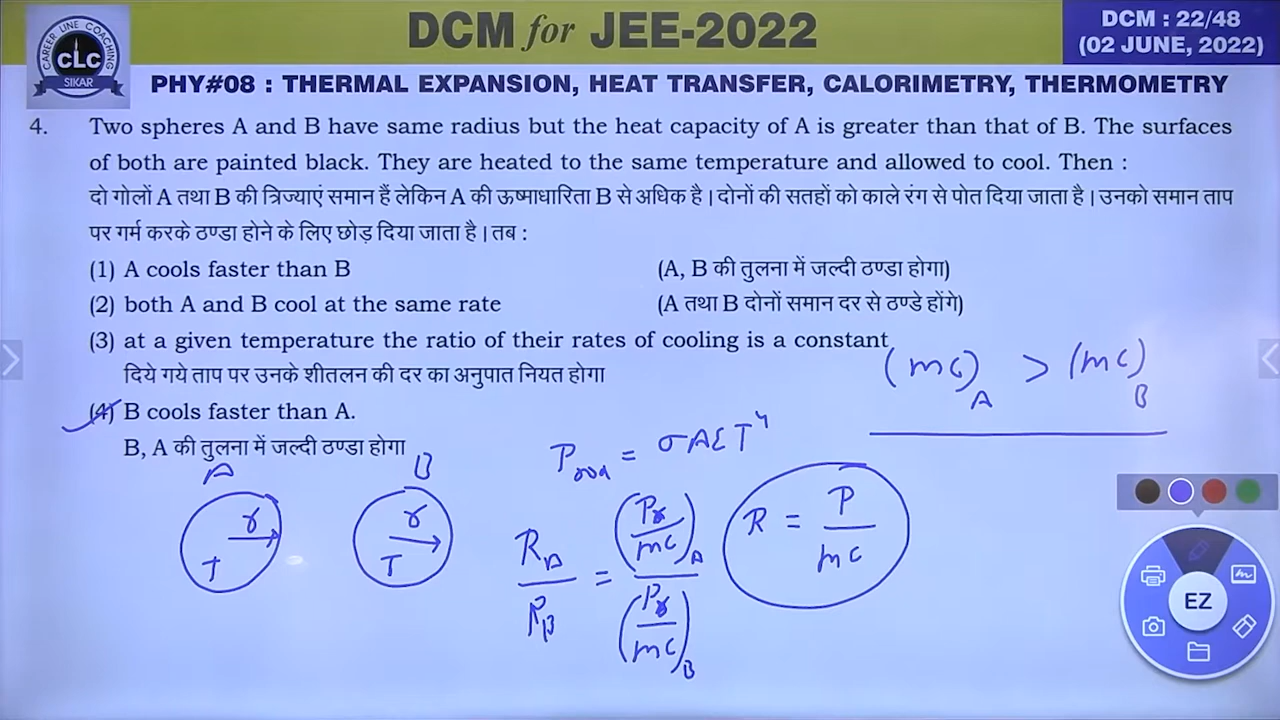 DCM for JEE-2022
DCM : 22/48
(02 JUNE, 2022)
CAREER LINE COACHING
CLC
SIKAR
PHY#08 : THERMAL EXPANSION, HEAT TRANSFER, CALORIMETRY, THERMOMETRY
4. Two spheres A and B have same radius but the heat capacity of A is greater than that of B. The surfaces
of both are painted black. They are heated to the same temperature and allowed to cool. Then :
दो गोलों A तथा B की त्रिज्याएं समान हैं लेकिन A की ऊष्माधारिता B से अधिक है। दोनों की सतहों को काले रंग से पोत दिया जाता है। उनको समान ताप
पर गर्म करके ठण्डा होने के लिए छोड़ दिया जाता है। तब :
(1) A cools faster than B (A, B की तुलना में जल्दी ठण्डा होगा)
(2) both A and B cool at the same rate (A तथा B दोनों समान दर से ठण्डे होंगे)
(3) at a given temperature the ratio of their rates of cooling is a constant
दिये गये ताप पर उनके शीतलन की दर का अनुपात नियत होगा
(mc)A > (mc)B
(4) B cools faster than A.
B, A की तुलना में जल्दी ठण्डा होगा
A B
r r
T T
= σAεT⁴
RA/RB = (Pr/mc)A/(Pr/mc)B
R = P/mc
EZ